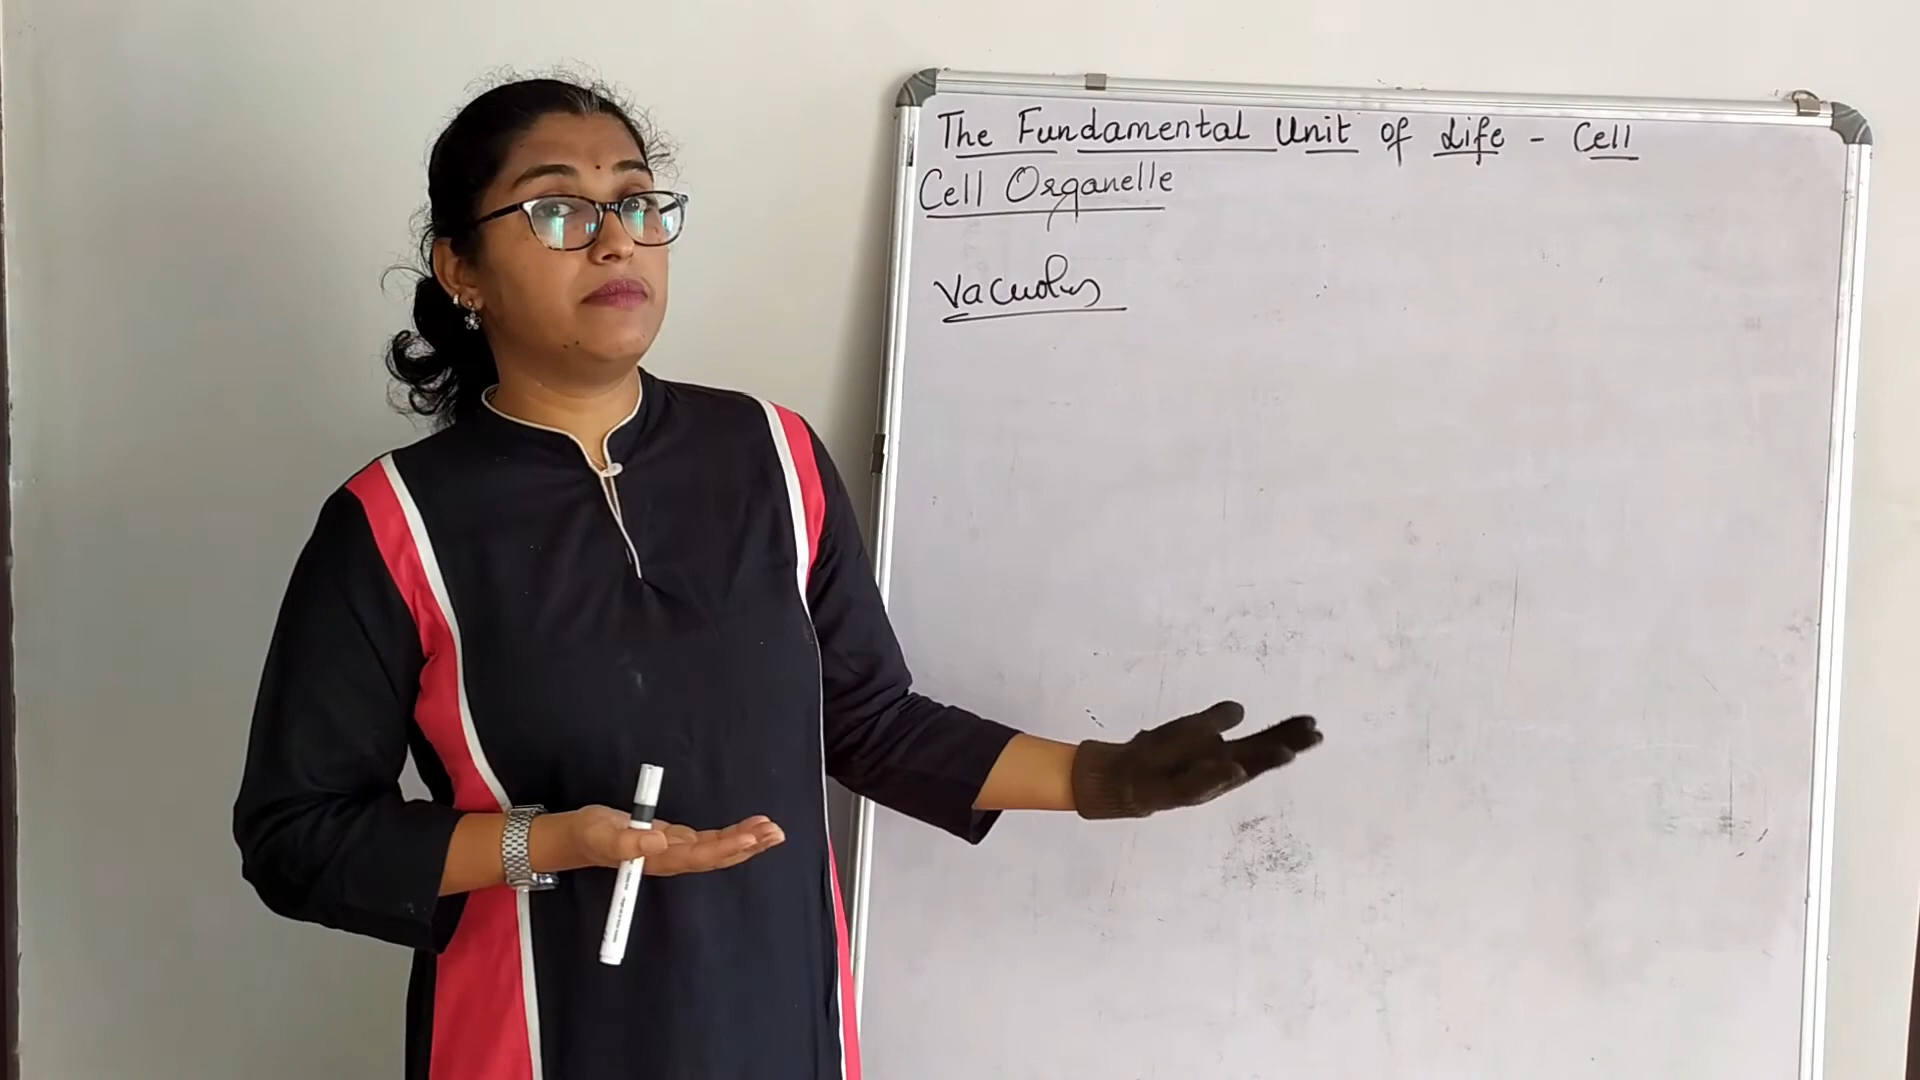 The Fundamental Unit of Life - Cell
Cell Organelle
Vacuoles